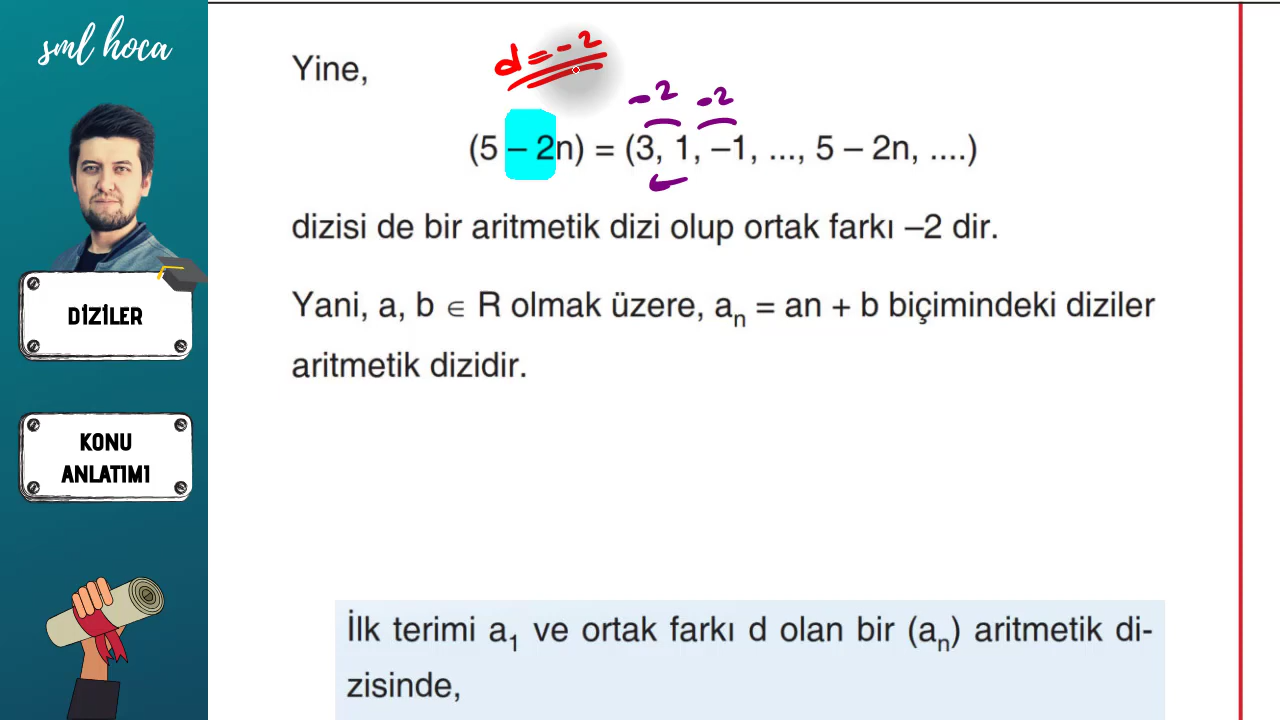 sml hoca
DİZİLER
KONU
ANLATIMI
Yine,
d = -2
-2 -2
(5 – 2n) = (3, 1, –1, ..., 5 – 2n, ....)
dizisi de bir aritmetik dizi olup ortak farkı –2 dir.
Yani, a, b ∈ R olmak üzere, aₙ = an + b biçimindeki diziler
aritmetik dizidir.
İlk terimi a₁ ve ortak farkı d olan bir (aₙ) aritmetik di-
zisinde,